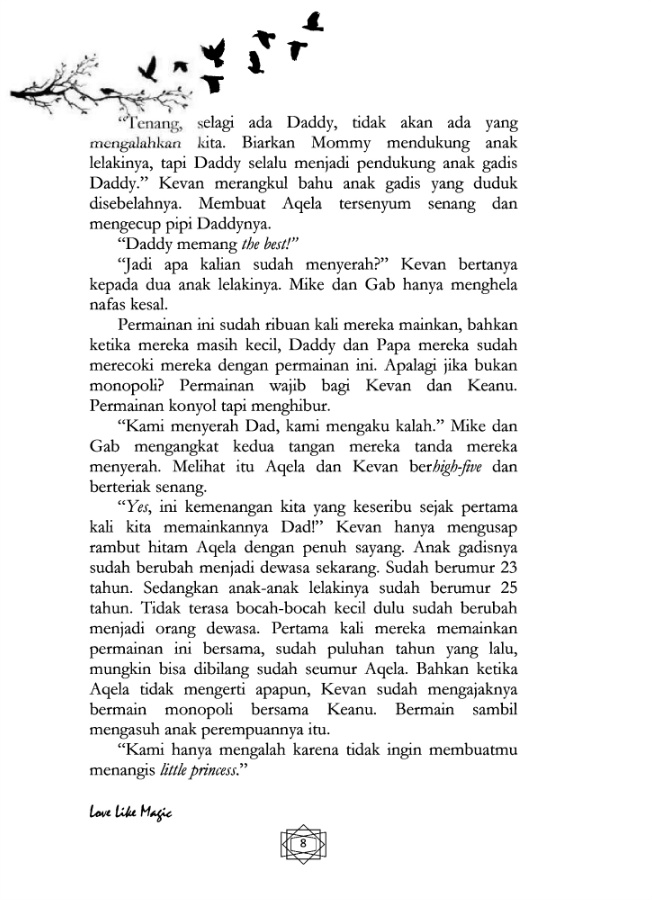 “Tenang, selagi ada Daddy, tidak akan ada yang
mengalahkan kita. Biarkan Mommy mendukung anak
lelakinya, tapi Daddy selalu menjadi pendukung anak gadis
Daddy.” Kevan merangkul bahu anak gadis yang duduk
disebelahnya. Membuat Aqela tersenyum senang dan
mengecup pipi Daddynya.
“Daddy memang the best!”
“Jadi apa kalian sudah menyerah?” Kevan bertanya
kepada dua anak lelakinya. Mike dan Gab hanya menghela
nafas kesal.
Permainan ini sudah ribuan kali mereka mainkan, bahkan
ketika mereka masih kecil, Daddy dan Papa mereka sudah
merecoki mereka dengan permainan ini. Apalagi jika bukan
monopoli? Permainan wajib bagi Kevan dan Keanu.
Permainan konyol tapi menghibur.
“Kami menyerah Dad, kami mengaku kalah.” Mike dan
Gab mengangkat kedua tangan mereka tanda mereka
menyerah. Melihat itu Aqela dan Kevan berhigh-five dan
berteriak senang.
“Yes, ini kemenangan kita yang keseribu sejak pertama
kali kita memainkannya Dad!” Kevan hanya mengusap
rambut hitam Aqela dengan penuh sayang. Anak gadisnya
sudah berubah menjadi dewasa sekarang. Sudah berumur 23
tahun. Sedangkan anak-anak lelakinya sudah berumur 25
tahun. Tidak terasa bocah-bocah kecil dulu sudah berubah
menjadi orang dewasa. Pertama kali mereka memainkan
permainan ini bersama, sudah puluhan tahun yang lalu,
mungkin bisa dibilang sudah seumur Aqela. Bahkan ketika
Aqela tidak mengerti apapun, Kevan sudah mengajaknya
bermain monopoli bersama Keanu. Bermain sambil
mengasuh anak perempuannya itu.
“Kami hanya mengalah karena tidak ingin membuatmu
menangis little princess.”
Love Like Magic
8